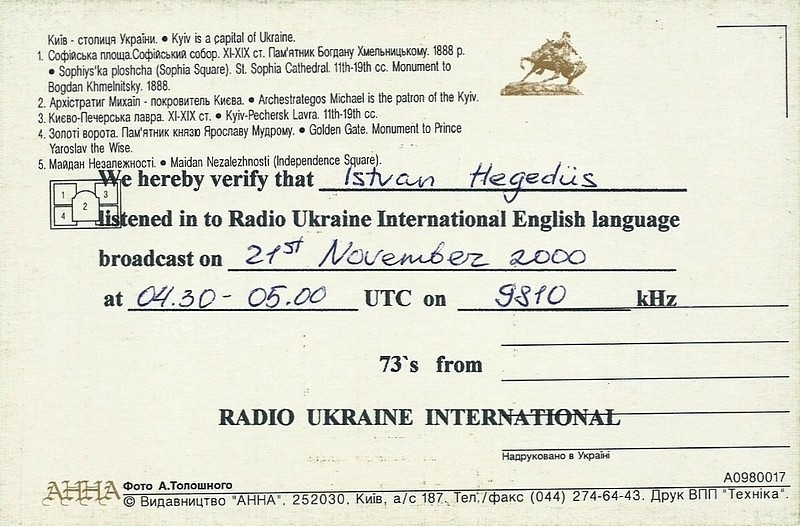 Київ - столиця України. ● Kyiv is a capital of Ukraine.
1. Софійська площа.Софійський собор. XI-XIX ст. Пам'ятник Богдану Хмельницькому. 1888 р.
● Sophiys'ka ploshcha (Sophia Square). St. Sophia Cathedral. 11th-19th cc. Monument to
Bogdan Khmelnitsky. 1888.
2. Архістратиг Михаїл - покровитель Києва. ● Archestrategos Michael is the patron of the Kyiv.
3. Києво-Печерська лавра. XI-XIX ст. ● Kyiv-Pechersk Lavra. 11th-19th cc.
4. Золоті ворота. Пам'ятник князю Ярославу Мудрому. ● Golden Gate. Monument to Prince
Yaroslav the Wise.
5. Майдан Незалежності. ● Maidan Nezalezhnosti (Independence Square).
1 2 3 4 5
We hereby verify that Istvan Hegedüs
listened in to Radio Ukraine International English language
broadcast on 21st November 2000
at 04.30 - 05.00 UTC on 9810 kHz
73`s from
RADIO UKRAINE INTERNATIONAL
Надруковано в Україні
АННА Фото А.Толошного A0980017
© Видавництво "АННА". 252030, Київ, а/с 187. Тел./факс (044) 274-64-43. Друк ВПП "Техніка".